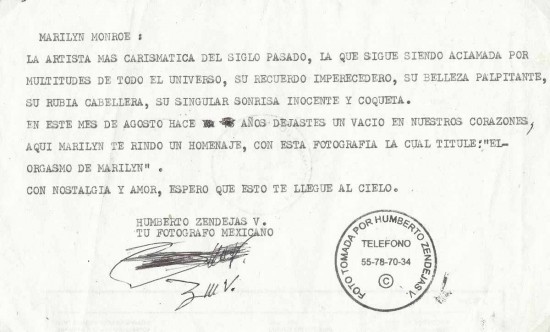 MARILYN MONROE :
LA ARTISTA MAS CARISMATICA DEL SIGLO PASADO, LA QUE SIGUE SIENDO ACLAMADA POR
MULTITUDES DE TODO EL UNIVERSO, SU RECUERDO IMPERECEDERO, SU BELLEZA PALPITANTE,
SU RUBIA CABELLERA, SU SINGULAR SONRISA INOCENTE Y COQUETA.
EN ESTE MES DE AGOSTO HACE AÑOS DEJASTES UN VACIO EN NUESTROS CORAZONES,
AQUI MARILYN TE RINDO UN HOMENAJE, CON ESTA FOTOGRAFIA LA CUAL TITULE:"EL-
ORGASMO DE MARILYN" .
CON NOSTALGIA Y AMOR, ESPERO QUE ESTO TE LLEGUE AL CIELO.
HUMBERTO ZENDEJAS V.
TU FOTOGRAFO MEXICANO
FOTO TOMADA POR HUMBERTO ZENDEJAS V.
TELEFONO
55-78-70-34
©